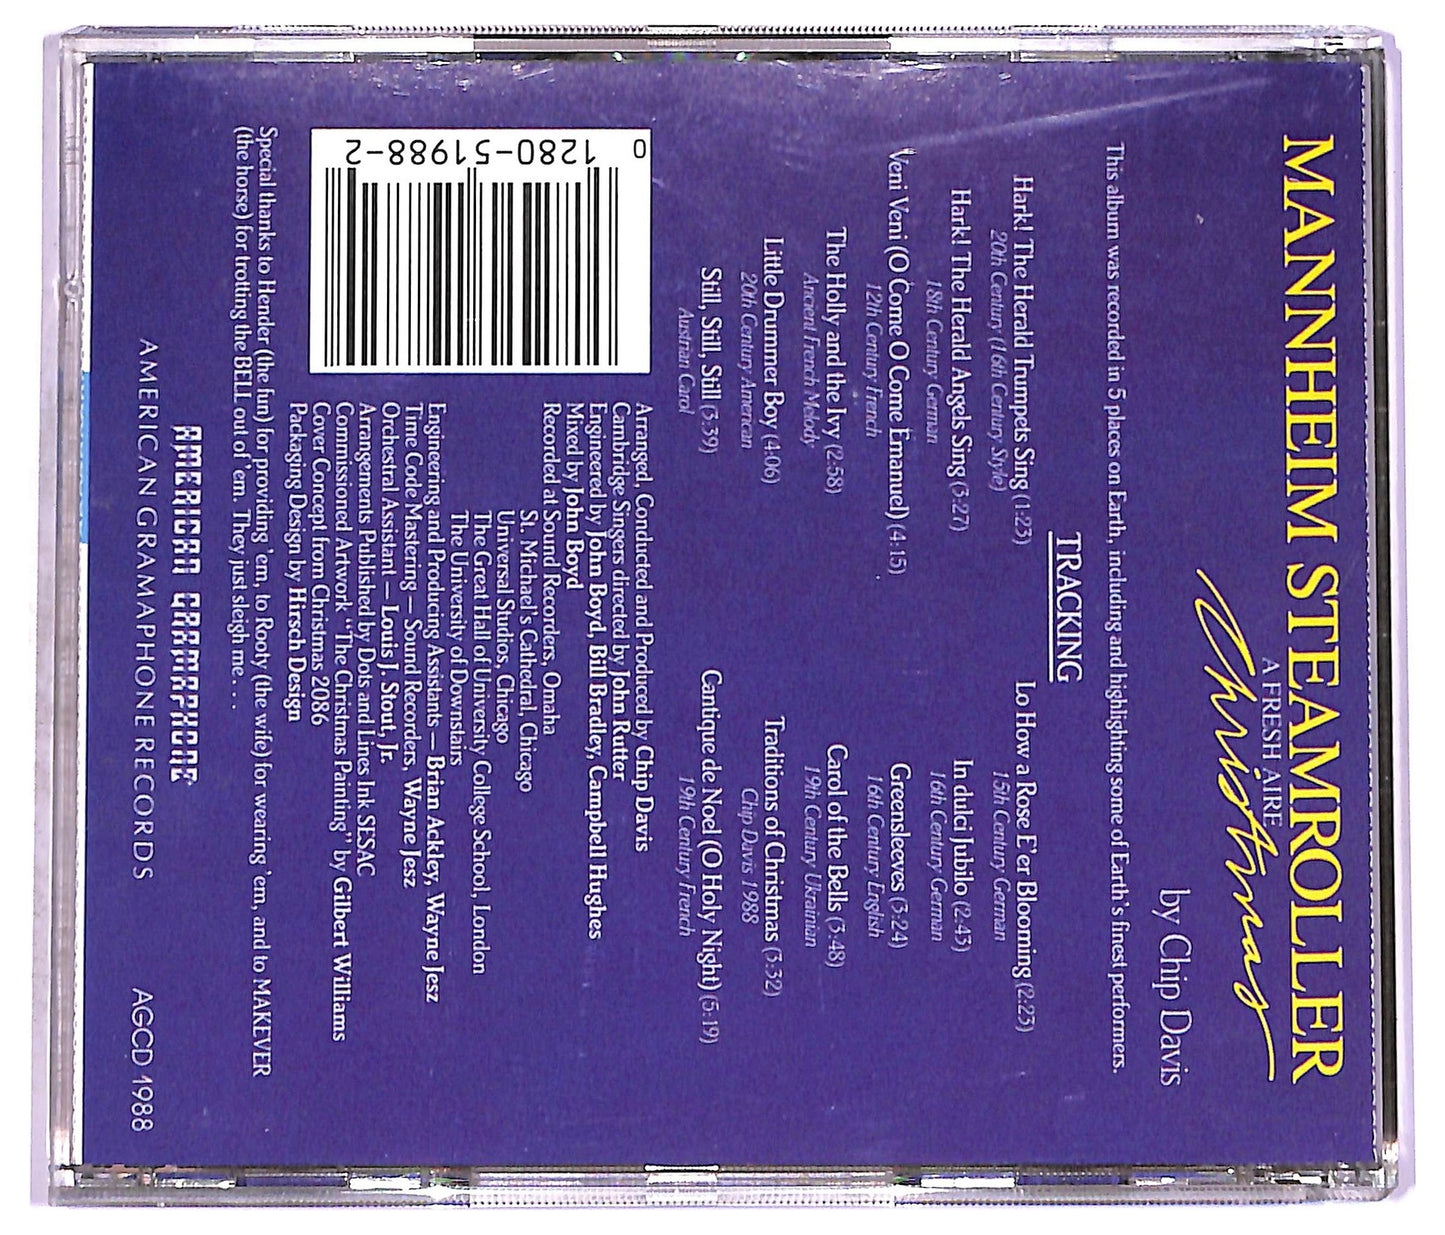 MANNHEIM STEAMROLLER
A FRESH AIRE
Christmas
by Chip Davis
This album was recorded in 5 places on Earth, including and highlighting some of Earth's finest performers.
TRACKING
Hark! The Herald Trumpets Sing (1:23)
20th Century (16th Century Style)
Hark! The Herald Angels Sing (3:27)
18th Century German
Veni Veni (O Come O Come Emanuel) (4:15)
12th Century French
The Holly and the Ivy (2:58)
Ancient French Melody
Little Drummer Boy (4:06)
20th Century American
Still, Still, Still (3:39)
Austrian Carol
Lo How a Rose E'er Blooming (2:23)
15th Century German
In dulci Jubilo (2:43)
16th Century German
Greensleeves (3:24)
16th Century English
Carol of the Bells (3:48)
19th Century Ukrainian
Traditions of Christmas (3:32)
Chip Davis 1988
Cantique de Noel (O Holy Night) (5:19)
19th Century French
0 1280-51988-2
Arranged, Conducted and Produced by Chip Davis
Cambridge Singers directed by John Rutter
Engineered by John Boyd, Bill Bradley, Campbell Hughes
Mixed by John Boyd
Recorded at Sound Recorders, Omaha
St. Michael's Cathedral, Chicago
Universal Studios, Chicago
The Great Hall of University College School, London
The University of Downstairs
Engineering and Producing Assistants — Brian Ackley, Wayne Jesz
Time Code Mastering — Sound Recorders, Wayne Jesz
Orchestral Assistant — Louis J. Stout, Jr.
Arrangements Published by Dots and Lines Ink SESAC
Commissioned Artwork "The Christmas Painting" by Gilbert Williams
Cover Concept from Christmas 2086
Packaging Design by Hirsch Design
Special thanks to Hender (the fun) for providing 'em, to Rooty (the wife) for wearing 'em, and to MAKEVER
(the horse) for trotting the BELL out of 'em. They just sleigh me . . .
AMERICAN GRAMAPHONE
AMERICAN GRAMAPHONE RECORDS
AGCD 1988